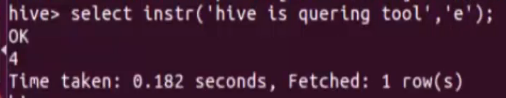 hive> select instr('hive is quering tool','e');
OK
4
Time taken: 0.182 seconds, Fetched: 1 row(s)